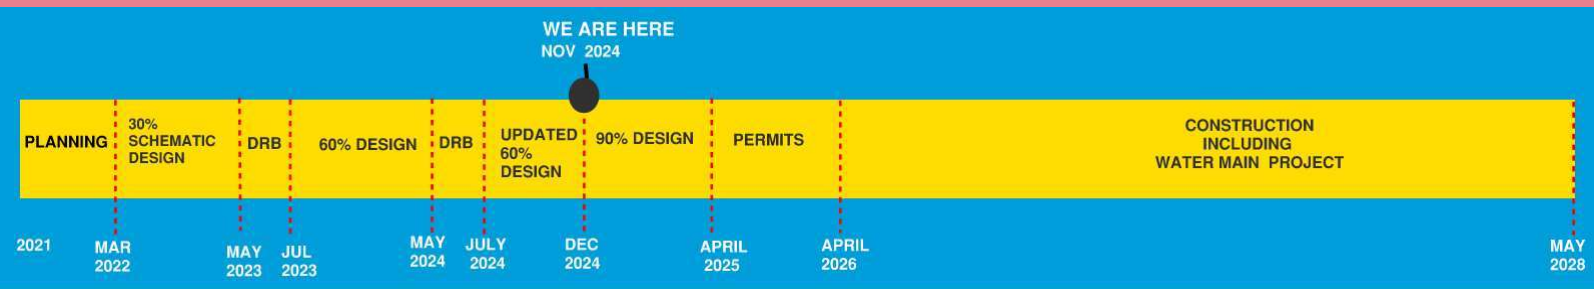 WE ARE HERE
NOV 2024
PLANNING
30%
SCHEMATIC
DESIGN
DRB
60% DESIGN
DRB
UPDATED
60%
DESIGN
90% DESIGN
PERMITS
CONSTRUCTION
INCLUDING
WATER MAIN PROJECT
2021
MAR
2022
MAY
2023
JUL
2023
MAY
2024
JULY
2024
DEC
2024
APRIL
2025
APRIL
2026
MAY
2028